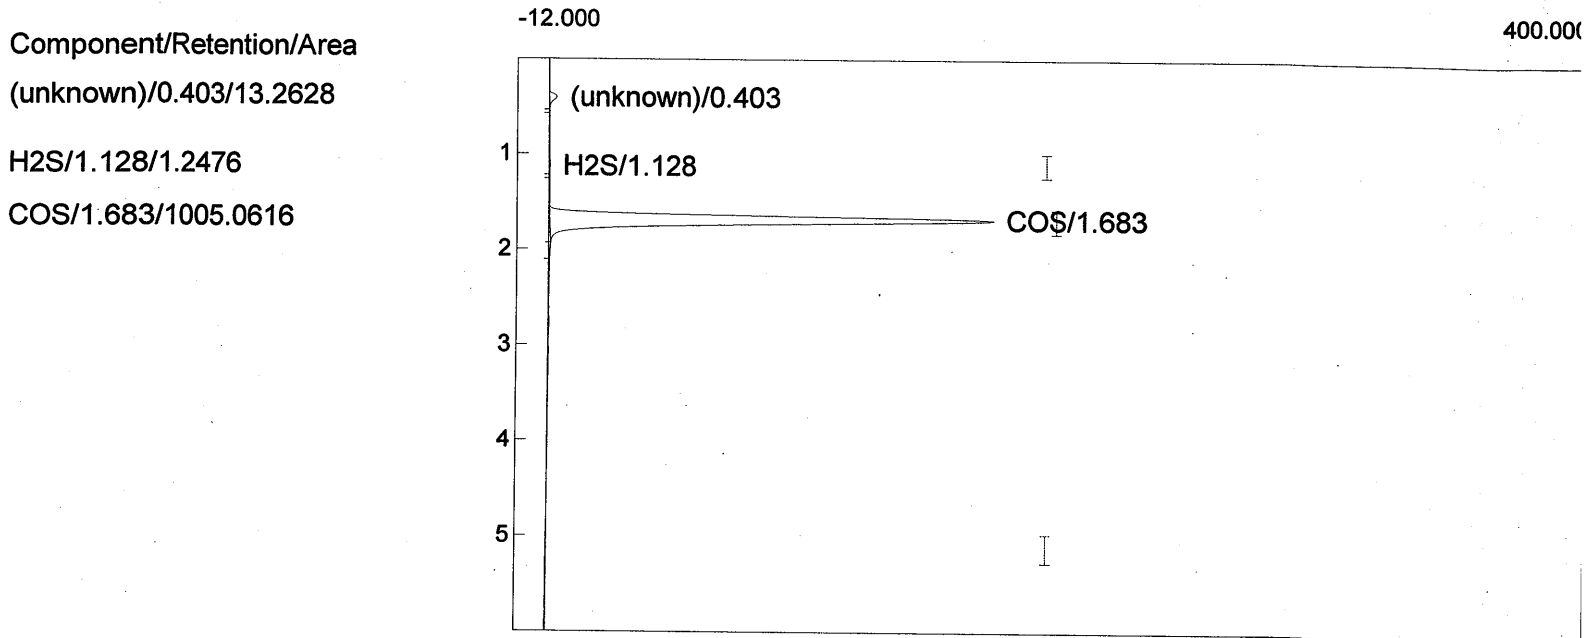 -12.000
400.000
Component/Retention/Area
(unknown)/0.403/13.2628
(unknown)/0.403
H2S/1.128/1.2476
1
H2S/1.128
COS/1.683/1005.0616
COS/1.683
2
3
4
5